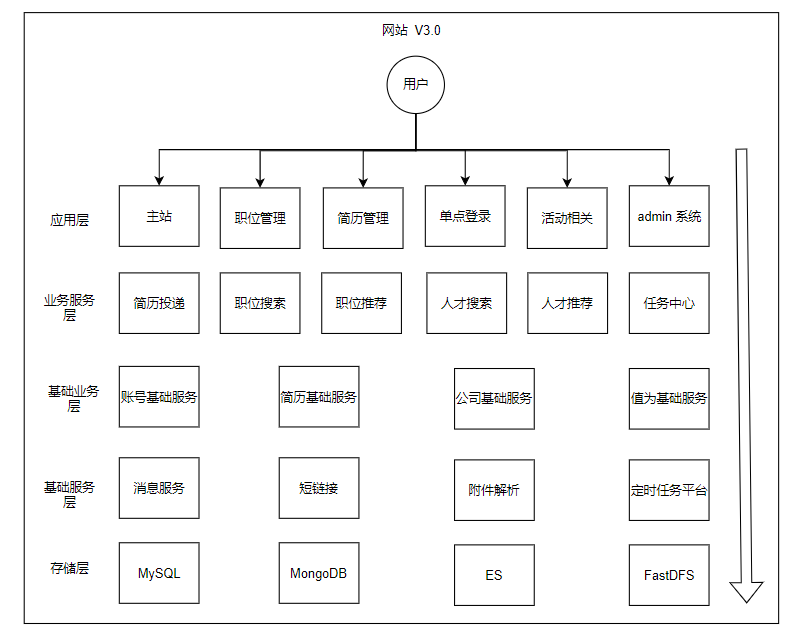 网站 V3.0
用户
应用层
主站
职位管理
简历管理
单点登录
活动相关
admin 系统
业务服务
层
简历投递
职位搜索
职位推荐
人才搜索
人才推荐
任务中心
基础业务
层
账号基础服务
简历基础服务
公司基础服务
值为基础服务
基础服务
层
消息服务
短链接
附件解析
定时任务平台
存储层
MySQL
MongoDB
ES
FastDFS